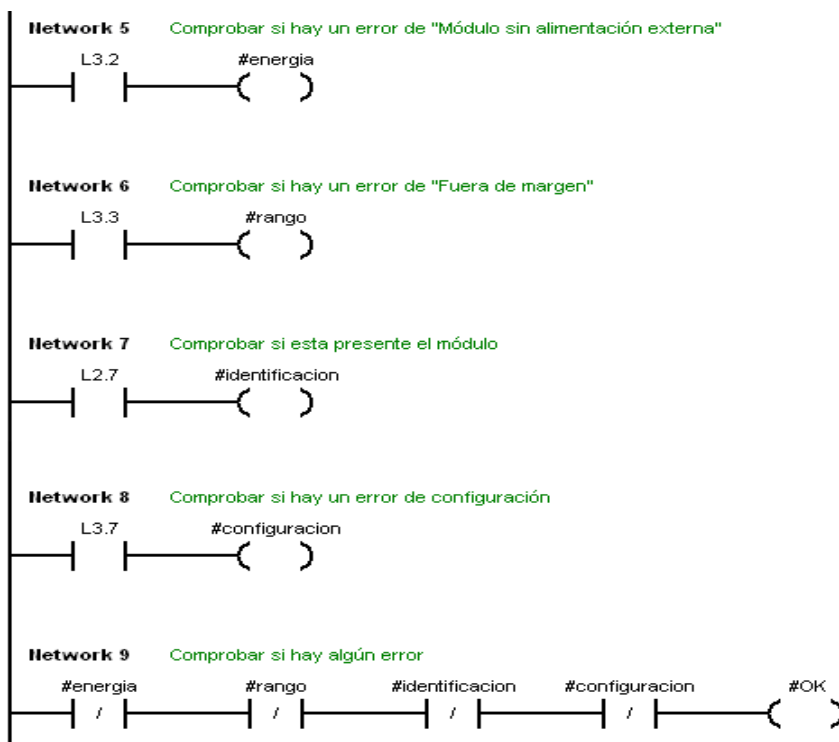 Network 5 Comprobar si hay un error de "Módulo sin alimentación externa"
L3.2 #energia
Network 6 Comprobar si hay un error de "Fuera de margen"
L3.3 #rango
Network 7 Comprobar si esta presente el módulo
L2.7 #identificacion
Network 8 Comprobar si hay un error de configuración
L3.7 #configuracion
Network 9 Comprobar si hay algún error
#energia #rango #identificacion #configuracion #OK
/ / / /